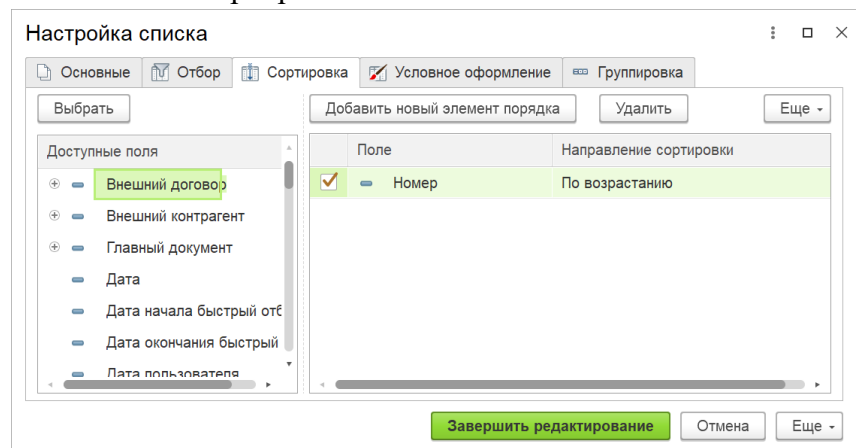 Настройка списка
Основные Отбор Сортировка Условное оформление Группировка
Выбрать Добавить новый элемент порядка Удалить Еще
Доступные поля Поле Направление сортировки
Внешний договор Номер По возрастанию
Внешний контрагент
Главный документ
Дата
Дата начала быстрый отб
Дата окончания быстрый
Дата пользователя
Завершить редактирование Отмена Еще